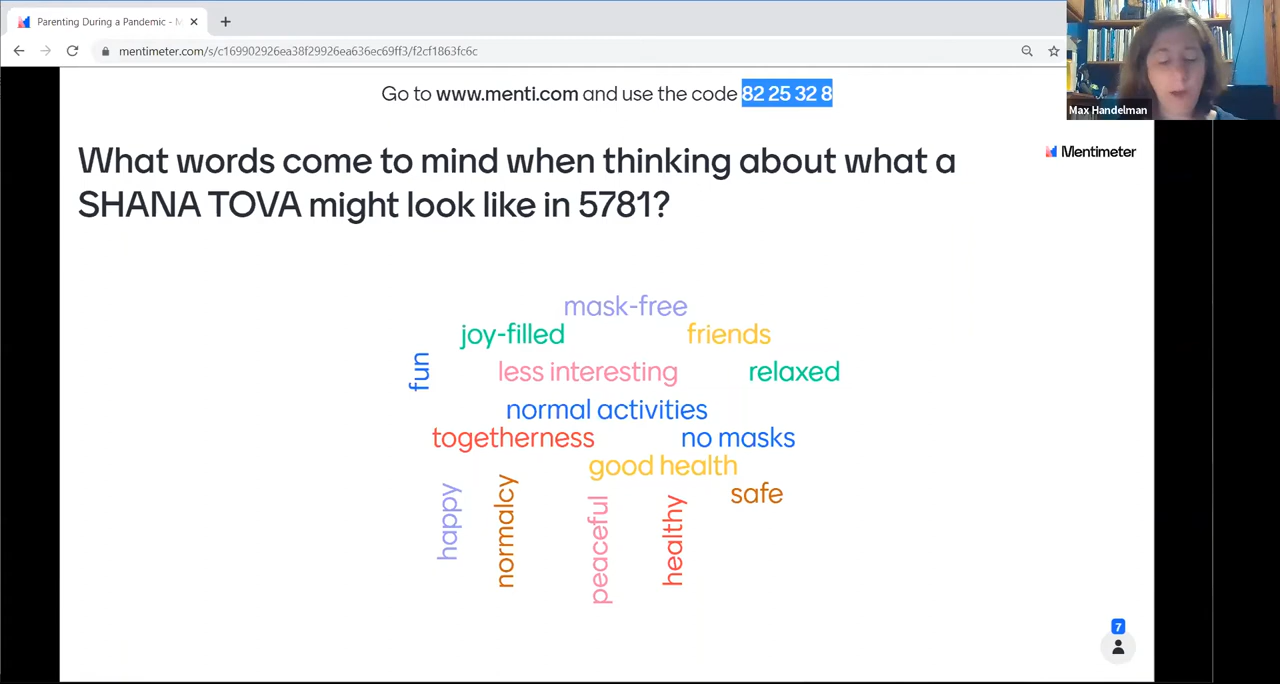 Parenting During a Pandemic - M
mentimeter.com/s/c169902926ea38f29926ea636ec69ff3/f2cf1863fc6c
Max Handelman
Go to www.menti.com and use the code 82 25 32 8
Mentimeter
What words come to mind when thinking about what a
SHANA TOVA might look like in 5781?
mask-free
joy-filled
friends
fun
less interesting
relaxed
normal activities
togetherness
no masks
good health
safe
happy
normalcy
peaceful
healthy
7